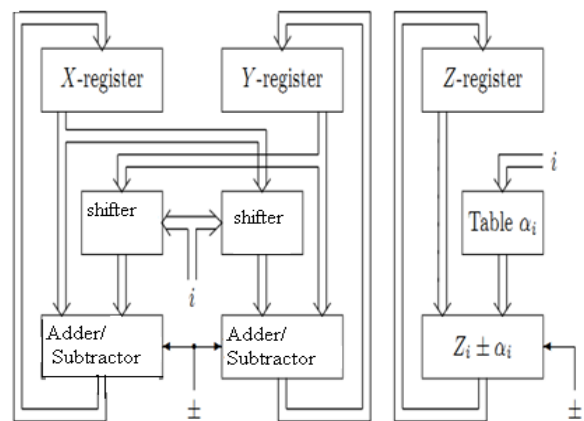 X-register
Y-register
Z-register
i
shifter
shifter
Table αᵢ
i
Adder/
Subtractor
Adder/
Subtractor
Zᵢ ± αᵢ
±
±